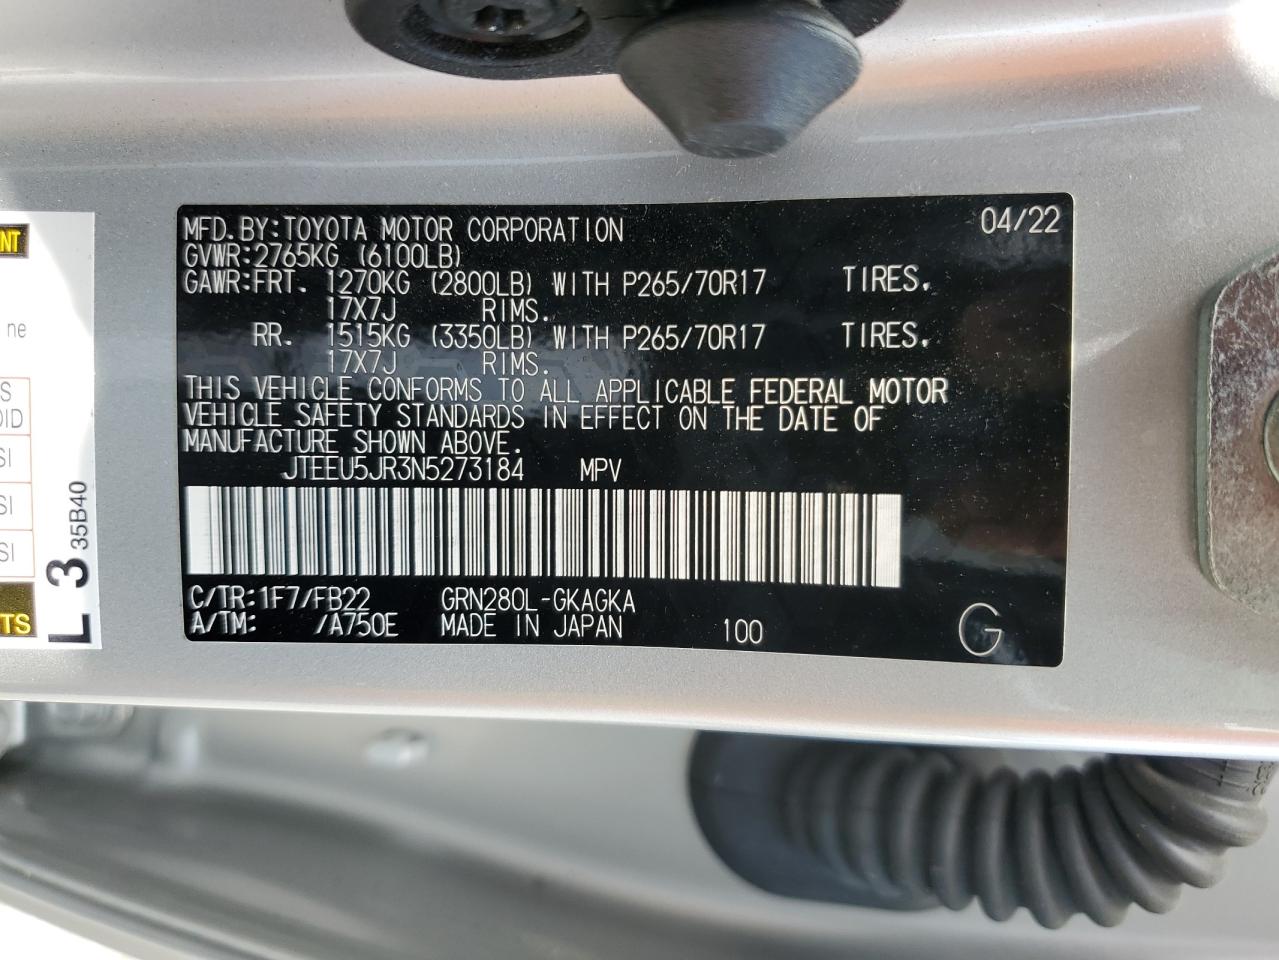 MFD.BY:TOYOTA MOTOR CORPORATION 04/22
GVWR:2765KG (6100LB)
GAWR:FRT. 1270KG (2800LB) WITH P265/70R17 TIRES.
17X7J RIMS.
RR. 1515KG (3350LB) WITH P265/70R17 TIRES.
17X7J RIMS.
THIS VEHICLE CONFORMS TO ALL APPLICABLE FEDERAL MOTOR
VEHICLE SAFETY STANDARDS IN EFFECT ON THE DATE OF
MANUFACTURE SHOWN ABOVE.
JTEEU5JR3N5273184 MPV
C/TR:1F7/FB22 GRN280L-GKAGKA
A/TM: /A750E MADE IN JAPAN 100 G
L 3 35B40
ne